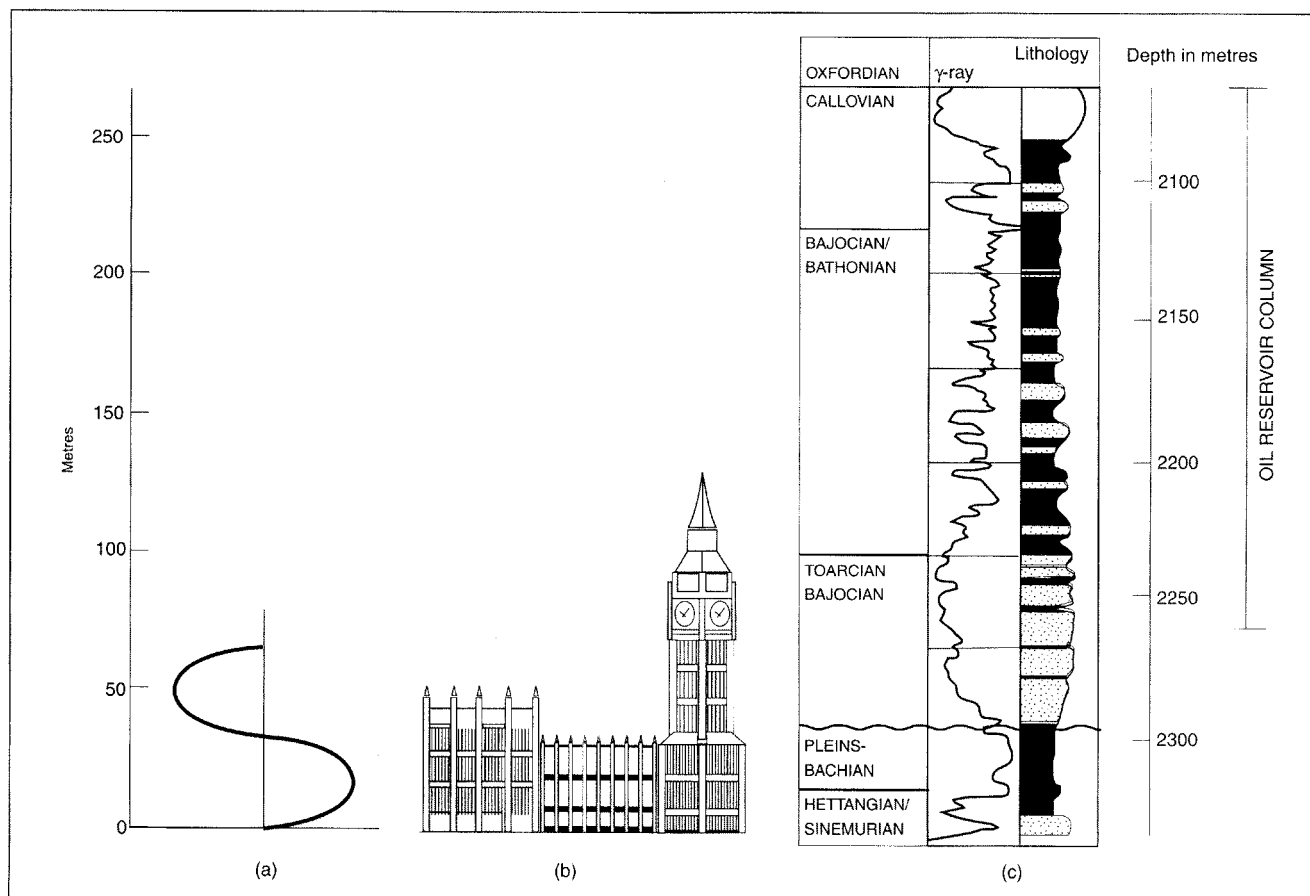 Metres
250
200
150
100
50
0
(a)
(b)
OXFORDIAN
γ-ray
Lithology
Depth in metres
CALLOVIAN
BAJOCIAN/
BATHONIAN
TOARCIAN
BAJOCIAN
PLEINS-
BACHIAN
HETTANGIAN/
SINEMURIAN
2100
2150
2200
2250
2300
OIL RESERVOIR COLUMN
(c)